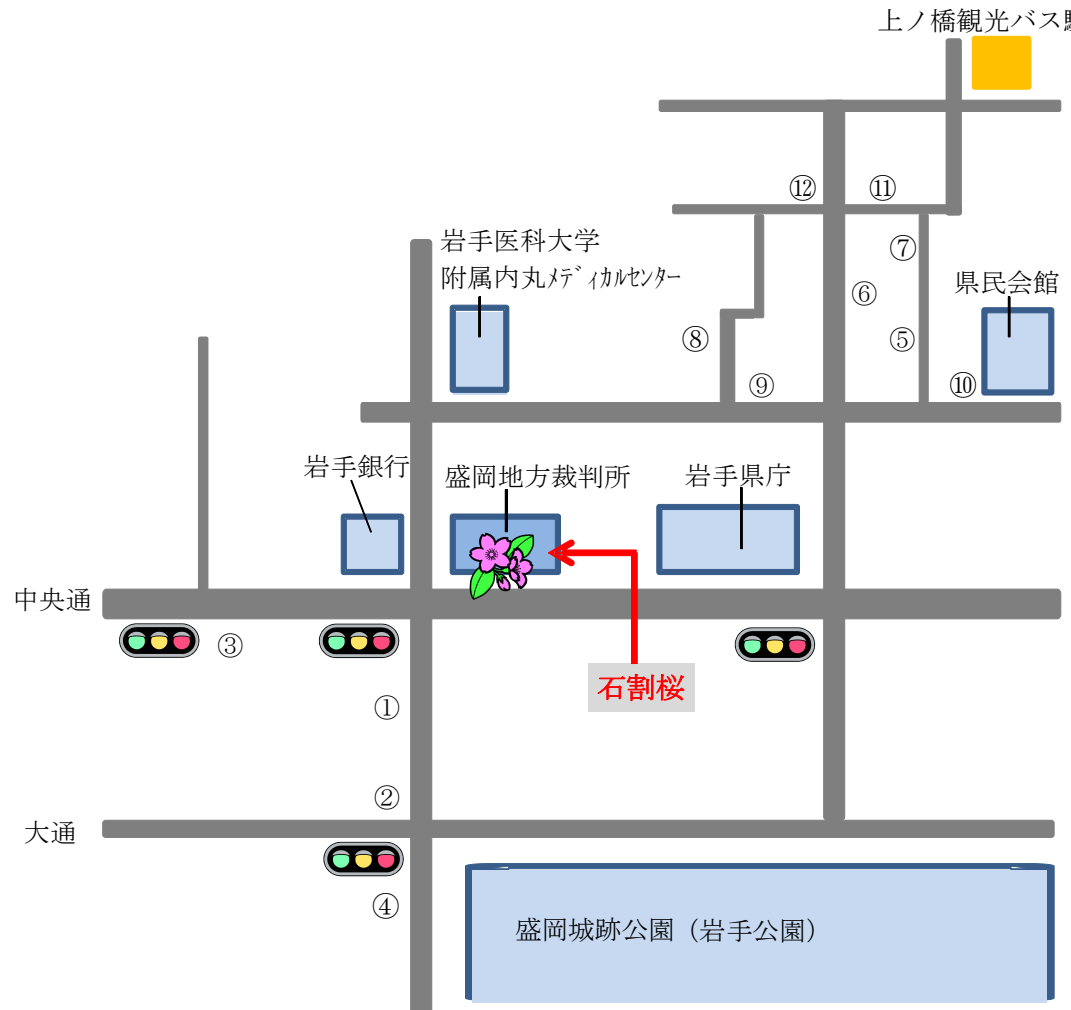 上ノ橋観光バス駐
⑫
⑪
岩手医科大学
附属内丸ﾒﾃﾞｨｶﾙｾﾝﾀｰ
⑦
県民会館
⑥
⑧
⑤
⑨
⑩
岩手銀行
盛岡地方裁判所
岩手県庁
中央通
③
石割桜
①
②
大通
④
盛岡城跡公園（岩手公園）